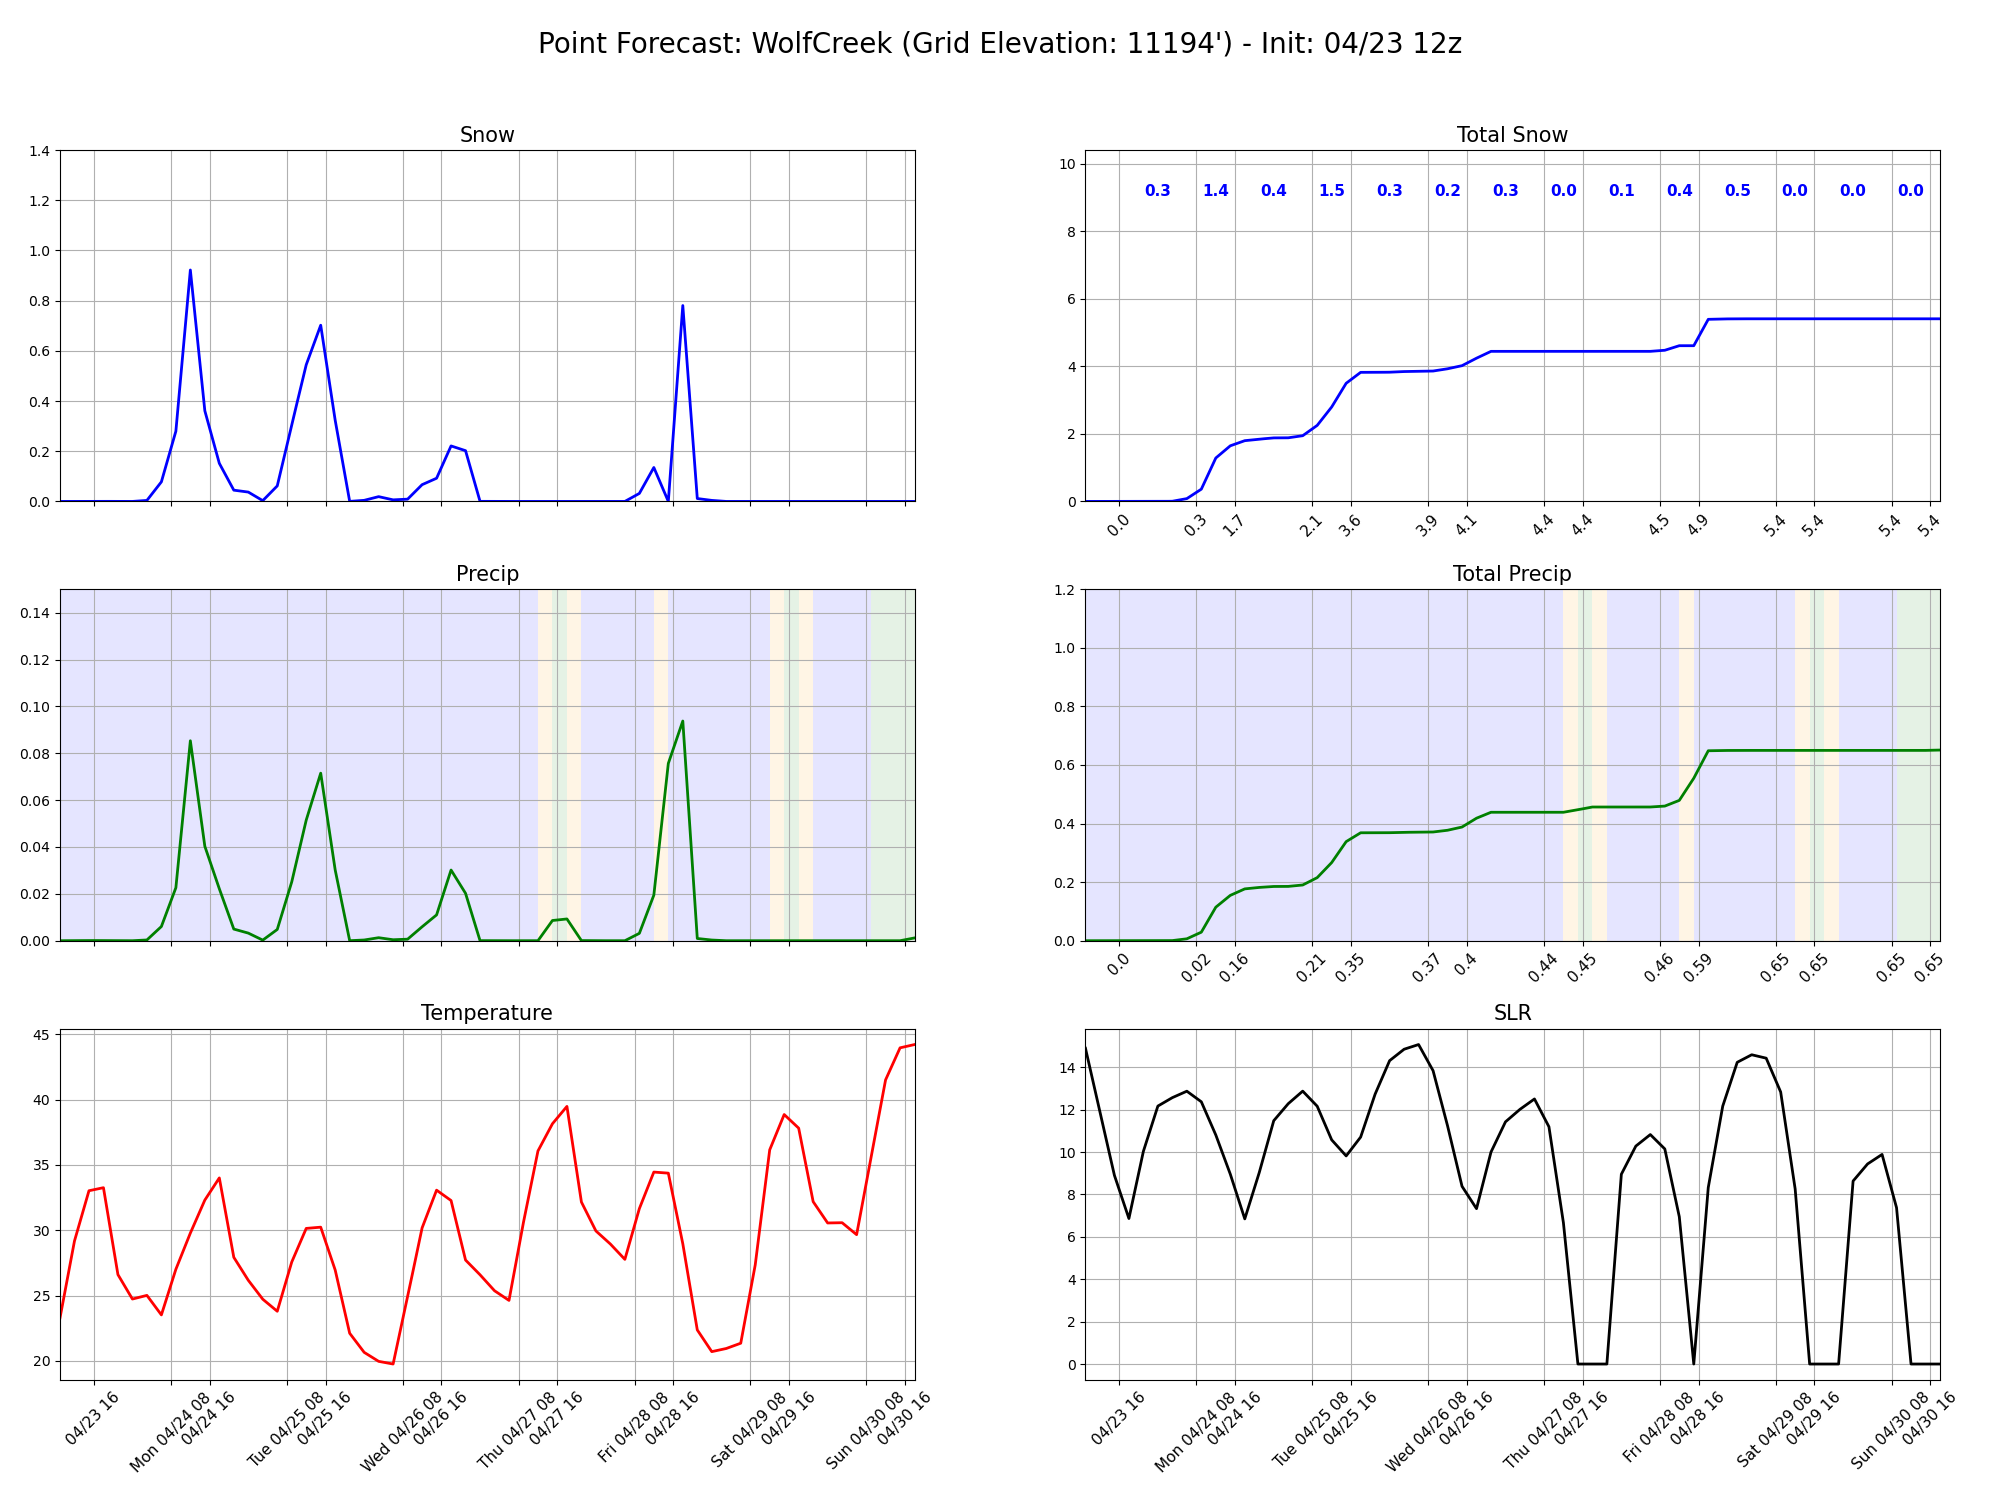 Point Forecast: WolfCreek (Grid Elevation: 11194') - Init: 04/23 12z
Snow
1.4
1.2
1.0
0.8
0.6
0.4
0.2
0.0
Total Snow
10
8
6
4
2
0
0.3 1.4 0.4 1.5 0.3 0.2 0.3 0.0 0.1 0.4 0.5 0.0 0.0 0.0
0.0 0.3 1.7 2.1 3.6 3.9 4.1 4.4 4.4 4.5 4.9 5.4 5.4 5.4 5.4
Precip
0.14
0.12
0.10
0.08
0.06
0.04
0.02
0.00
Total Precip
1.2
1.0
0.8
0.6
0.4
0.2
0.0
0.0 0.02 0.16 0.21 0.35 0.37 0.4 0.44 0.45 0.46 0.59 0.65 0.65 0.65 0.65
Temperature
45
40
35
30
25
20
04/23 16
Mon 04/24 08
04/24 16
Tue 04/25 08
04/25 16
Wed 04/26 08
04/26 16
Thu 04/27 08
04/27 16
Fri 04/28 08
04/28 16
Sat 04/29 08
04/29 16
Sun 04/30 08
04/30 16
SLR
14
12
10
8
6
4
2
0
04/23 16
Mon 04/24 08
04/24 16
Tue 04/25 08
04/25 16
Wed 04/26 08
04/26 16
Thu 04/27 08
04/27 16
Fri 04/28 08
04/28 16
Sat 04/29 08
04/29 16
Sun 04/30 08
04/30 16